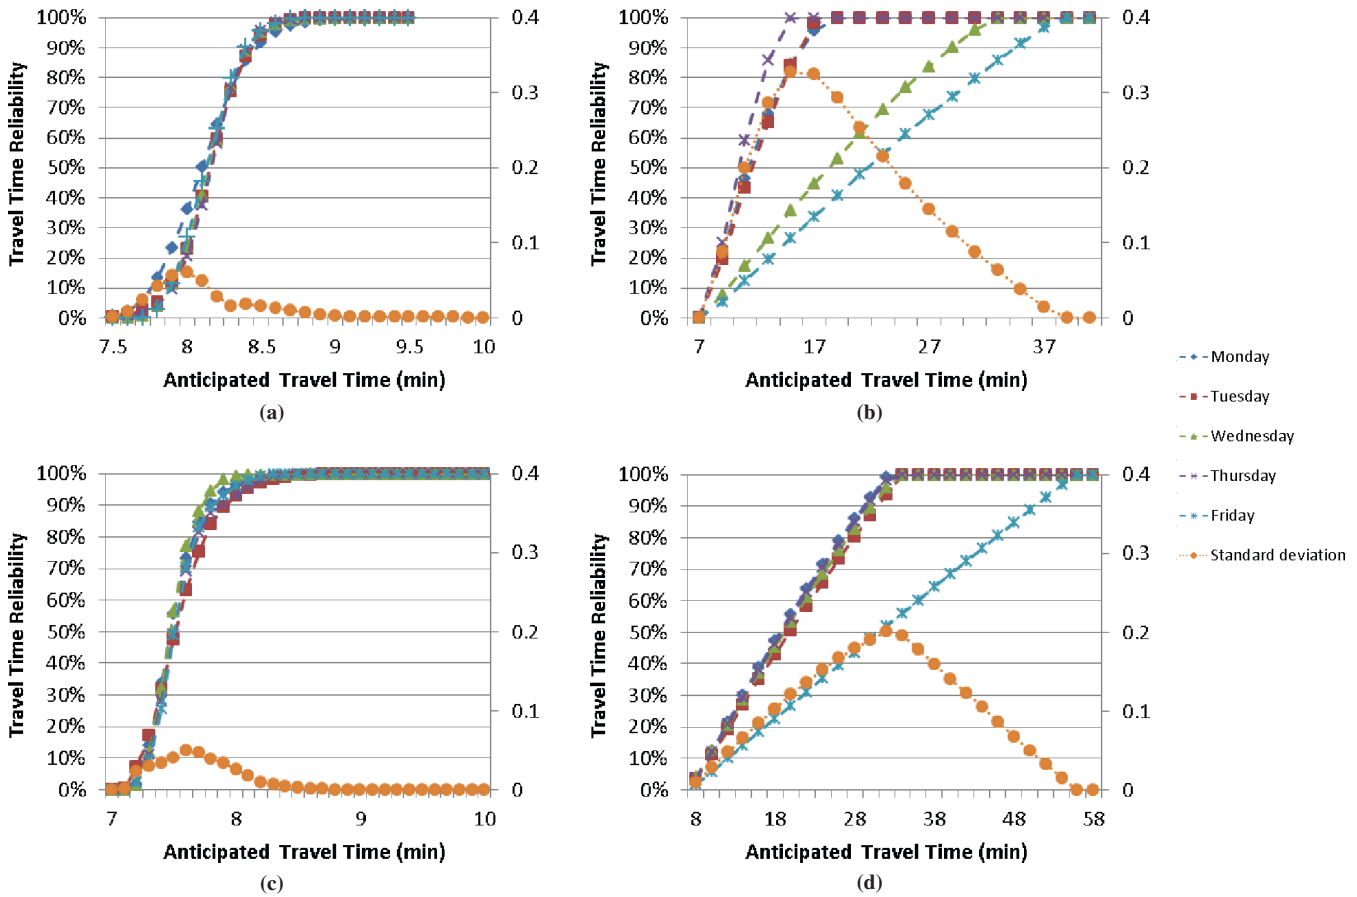 100%
90%
80%
70%
60%
50%
40%
30%
20%
10%
0%
Travel Time Reliability
0.4
0.3
0.2
0.1
0
7.5 8 8.5 9 9.5 10
Anticipated Travel Time (min)
(a)
100%
90%
80%
70%
60%
50%
40%
30%
20%
10%
0%
Travel Time Reliability
0.4
0.3
0.2
0.1
0
7 17 27 37
Anticipated Travel Time (min)
(b)
Monday
Tuesday
Wednesday
Thursday
Friday
Standard deviation
100%
90%
80%
70%
60%
50%
40%
30%
20%
10%
0%
Travel Time Reliability
0.4
0.3
0.2
0.1
0
7 8 9 10
Anticipated Travel Time (min)
(c)
100%
90%
80%
70%
60%
50%
40%
30%
20%
10%
0%
Travel Time Reliability
0.4
0.3
0.2
0.1
0
8 18 28 38 48 58
Anticipated Travel Time (min)
(d)